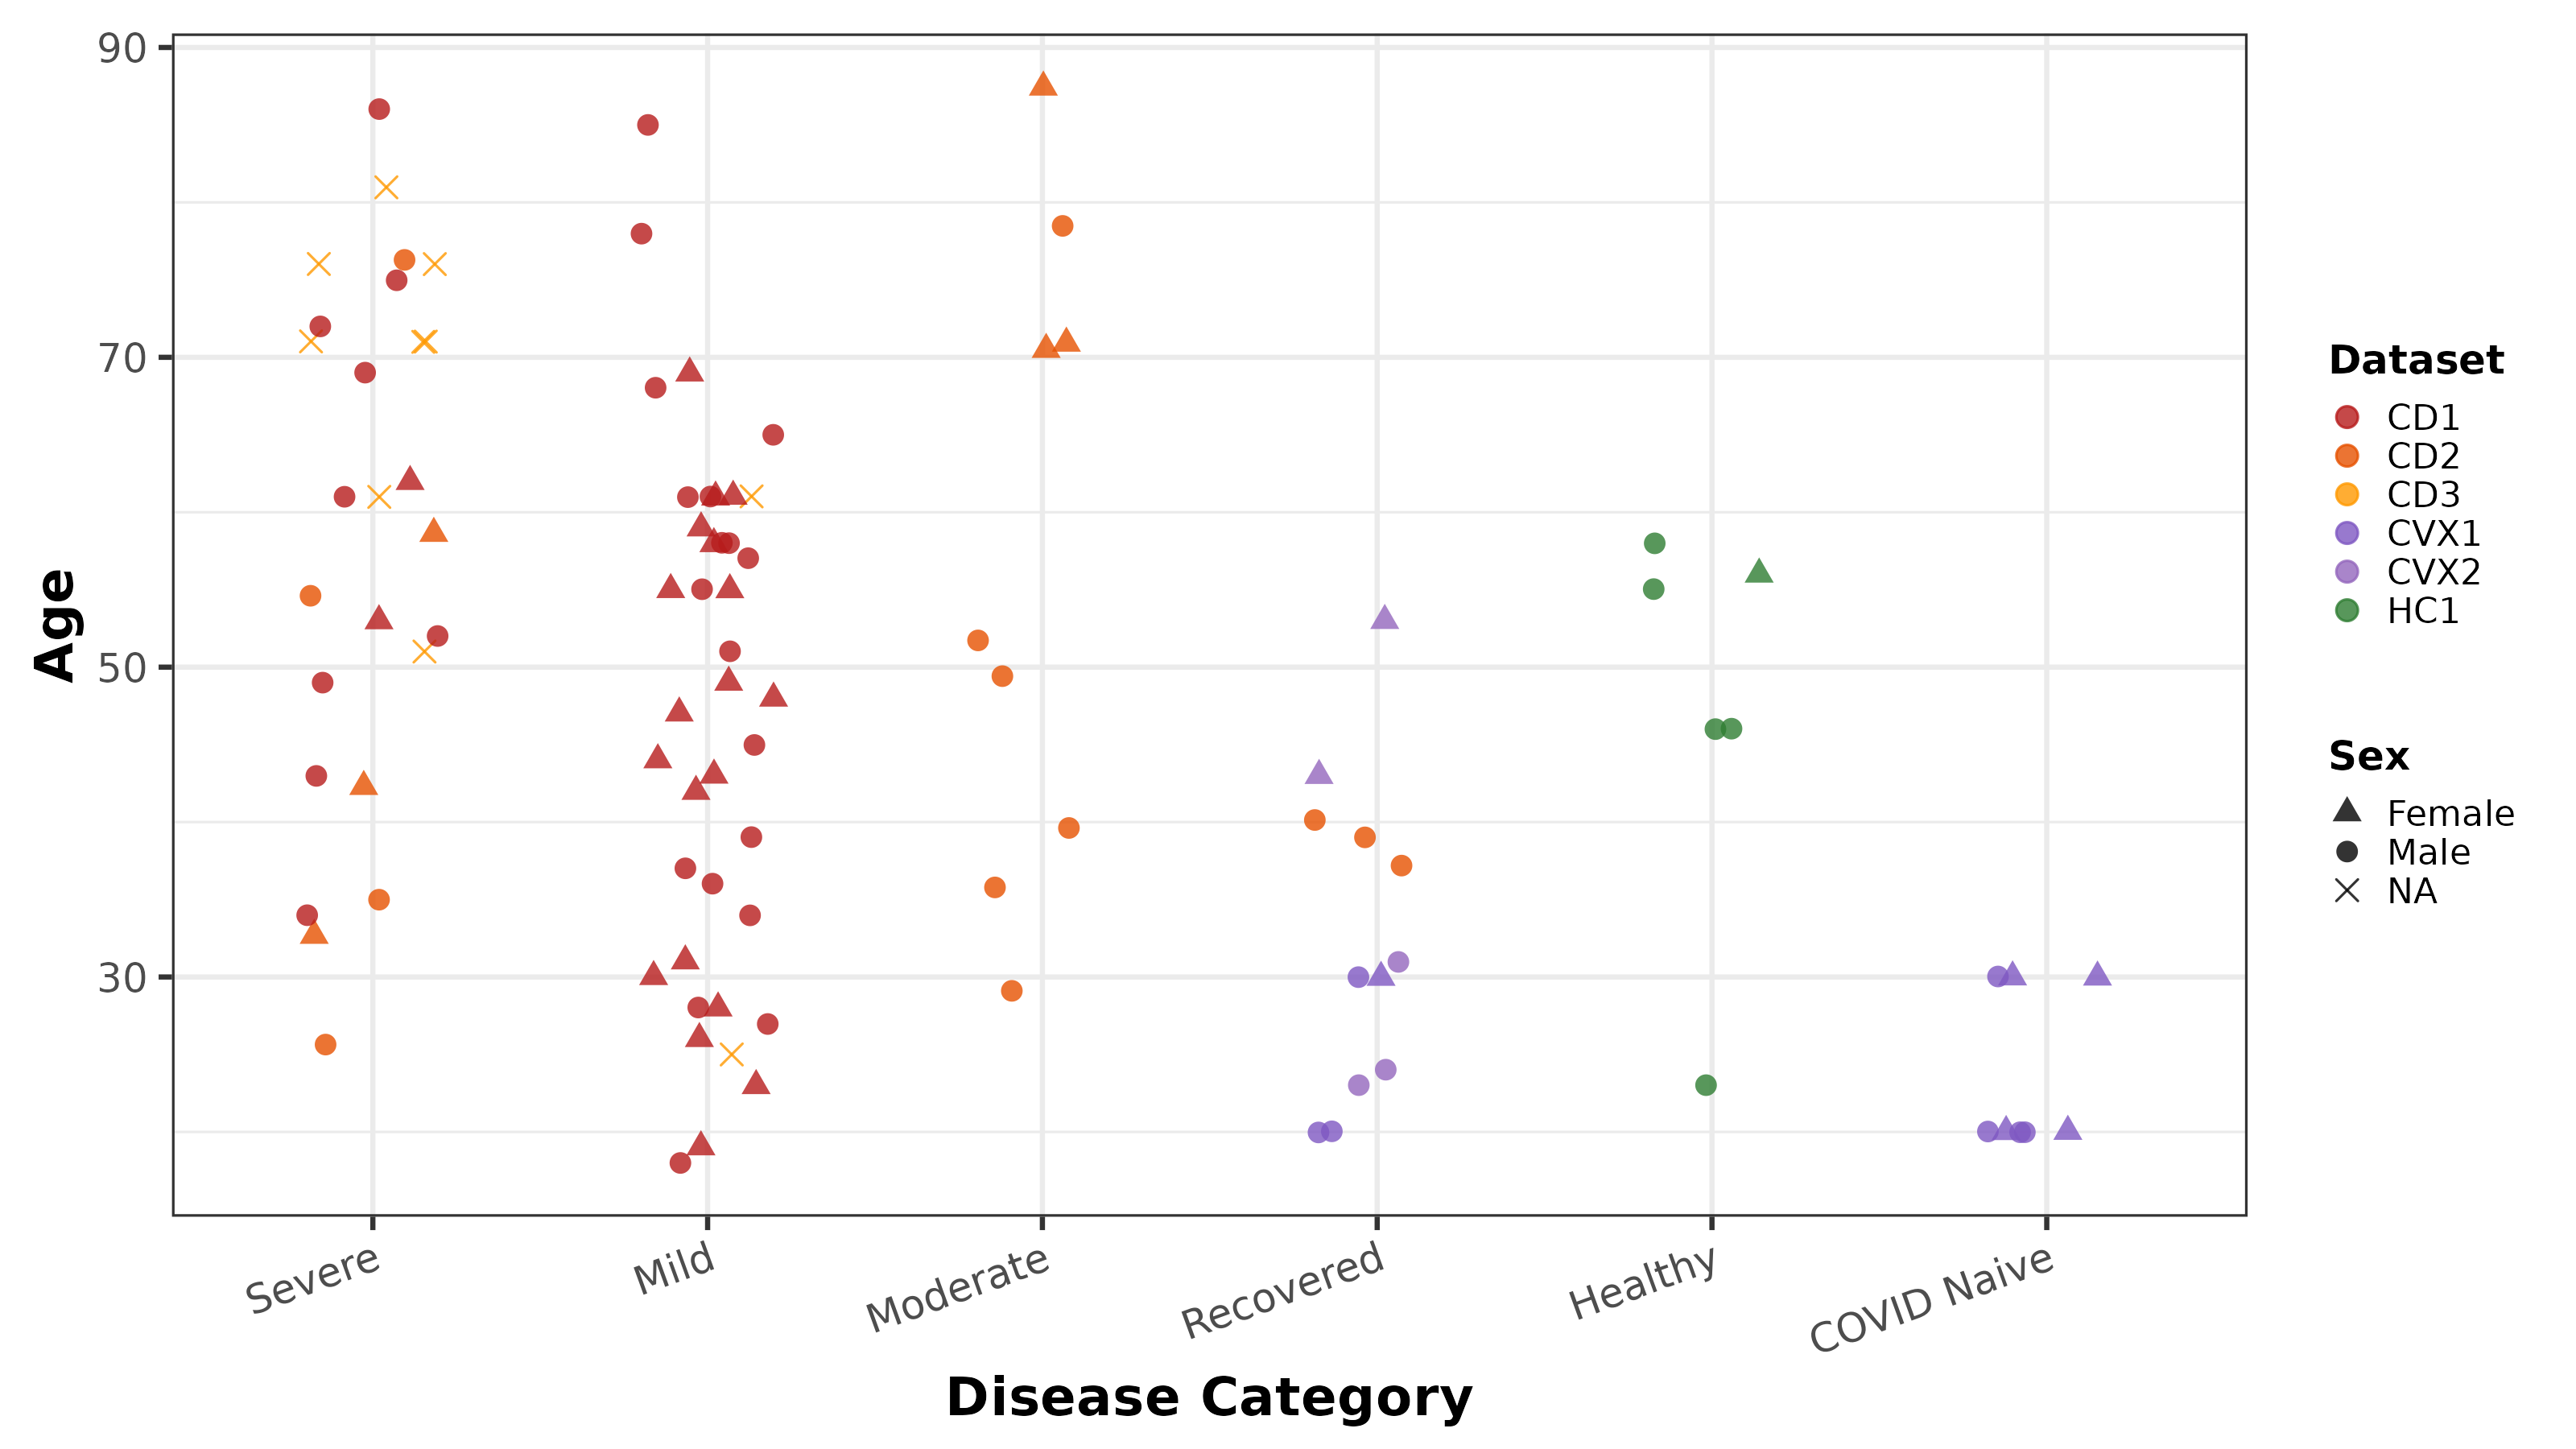 90
70
50
30
Age
Severe
Mild
Moderate
Recovered
Healthy
COVID Naive
Disease Category
Dataset
CD1
CD2
CD3
CVX1
CVX2
HC1
Sex
Female
Male
NA